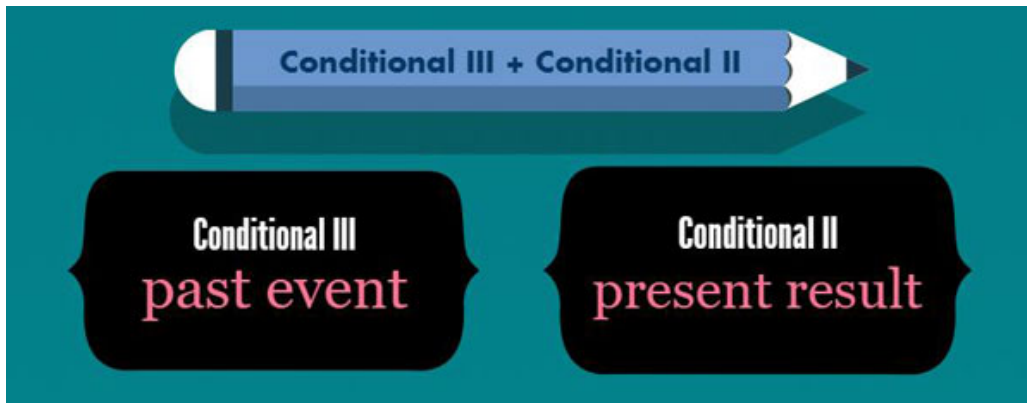 Conditional III + Conditional II
Conditional III
past event
Conditional II
present result